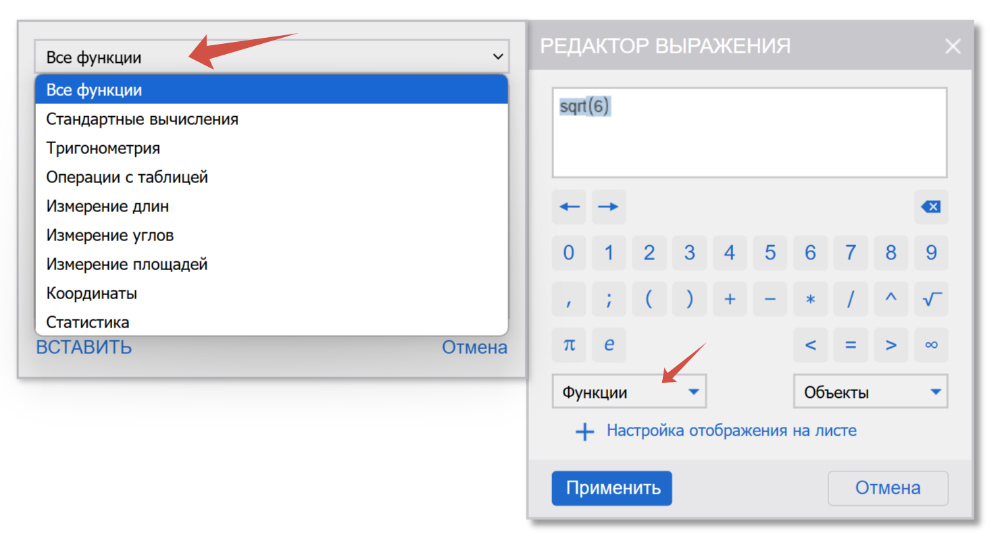 Все функции
Все функции
Стандартные вычисления
Тригонометрия
Операции с таблицей
Измерение длин
Измерение углов
Измерение площадей
Координаты
Статистика
ВСТАВИТЬ Отмена
РЕДАКТОР ВЫРАЖЕНИЯ
sqrt(6)
0 1 2 3 4 5 6 7 8 9
, ; ( ) + − * / ^ √
π e < = > ∞
Функции Объекты
Настройка отображения на листе
Применить Отмена